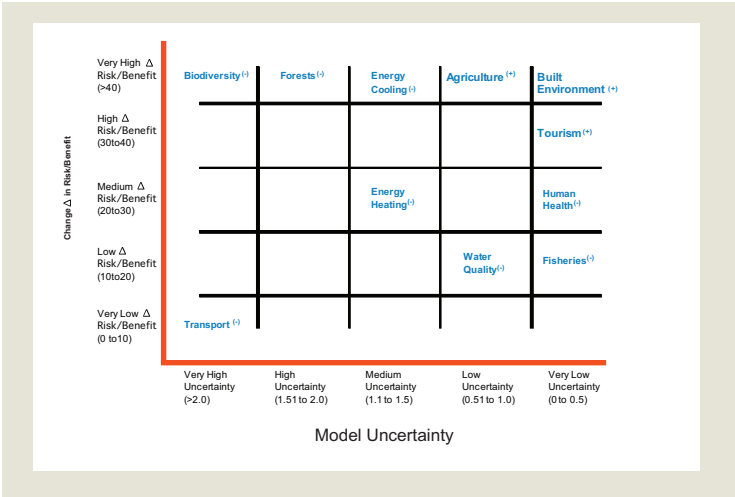 Change Δ in Risk/Benefit
Very High Δ
Risk/Benefit
(>40)
Biodiversity(-)
Forests(-)
Energy
Cooling(-)
Agriculture (+)
Built
Environment (+)
High Δ
Risk/Benefit
(30to40)
Tourism(+)
Medium Δ
Risk/Benefit
(20to30)
Energy
Heating(-)
Human
Health(-)
Low Δ
Risk/Benefit
(10to20)
Water
Quality(-)
Fisheries(-)
Very Low Δ
Risk/Benefit
(0 to10)
Transport (-)
Very High
Uncertainty
(>2.0)
High
Uncertainty
(1.51 to 2.0)
Medium
Uncertainty
(1.1 to 1.5)
Low
Uncertainty
(0.51 to 1.0)
Very Low
Uncertainty
(0 to 0.5)
Model Uncertainty